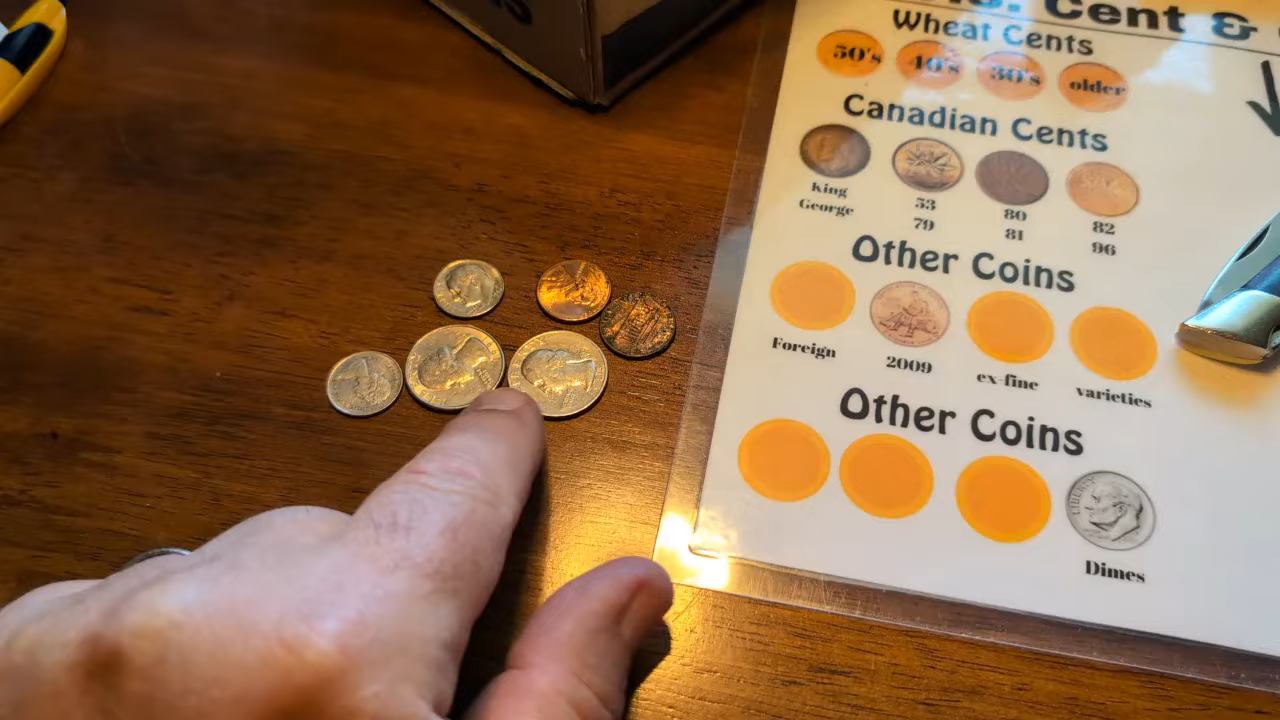 Cent &
Wheat Cents
50's 40's 30's older
Canadian Cents
King George
53 79
80 81
82 96
Other Coins
Foreign 2009 ex-fine varieties
Other Coins
LIBERTY
Dimes